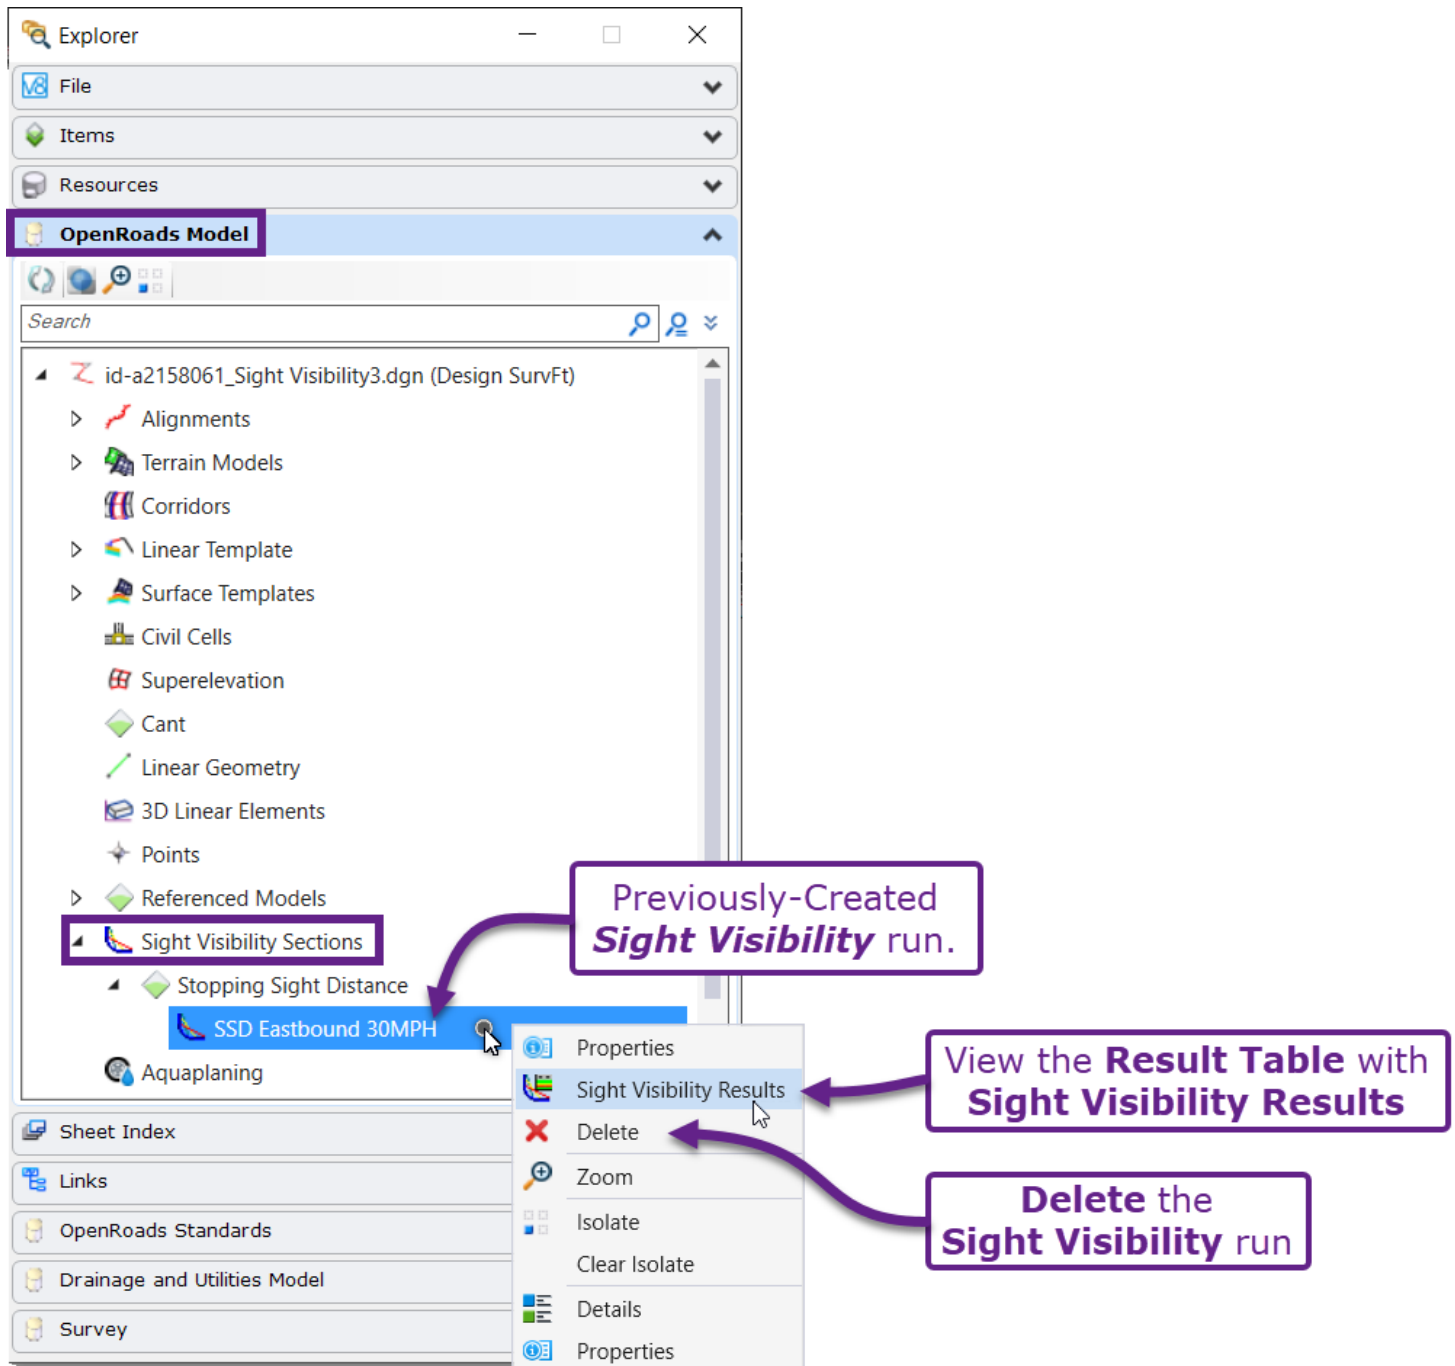 Explorer
File
Items
Resources
OpenRoads Model
Search
id-a2158061_Sight Visibility3.dgn (Design SurvFt)
Alignments
Terrain Models
Corridors
Linear Template
Surface Templates
Civil Cells
Superelevation
Cant
Linear Geometry
3D Linear Elements
Points
Referenced Models
Sight Visibility Sections
Stopping Sight Distance
SSD Eastbound 30MPH
Aquaplaning
Previously-Created
Sight Visibility run.
Properties
Sight Visibility Results
Delete
Zoom
Isolate
Clear Isolate
Details
Properties
View the Result Table with
Sight Visibility Results
Delete the
Sight Visibility run
Sheet Index
Links
OpenRoads Standards
Drainage and Utilities Model
Survey